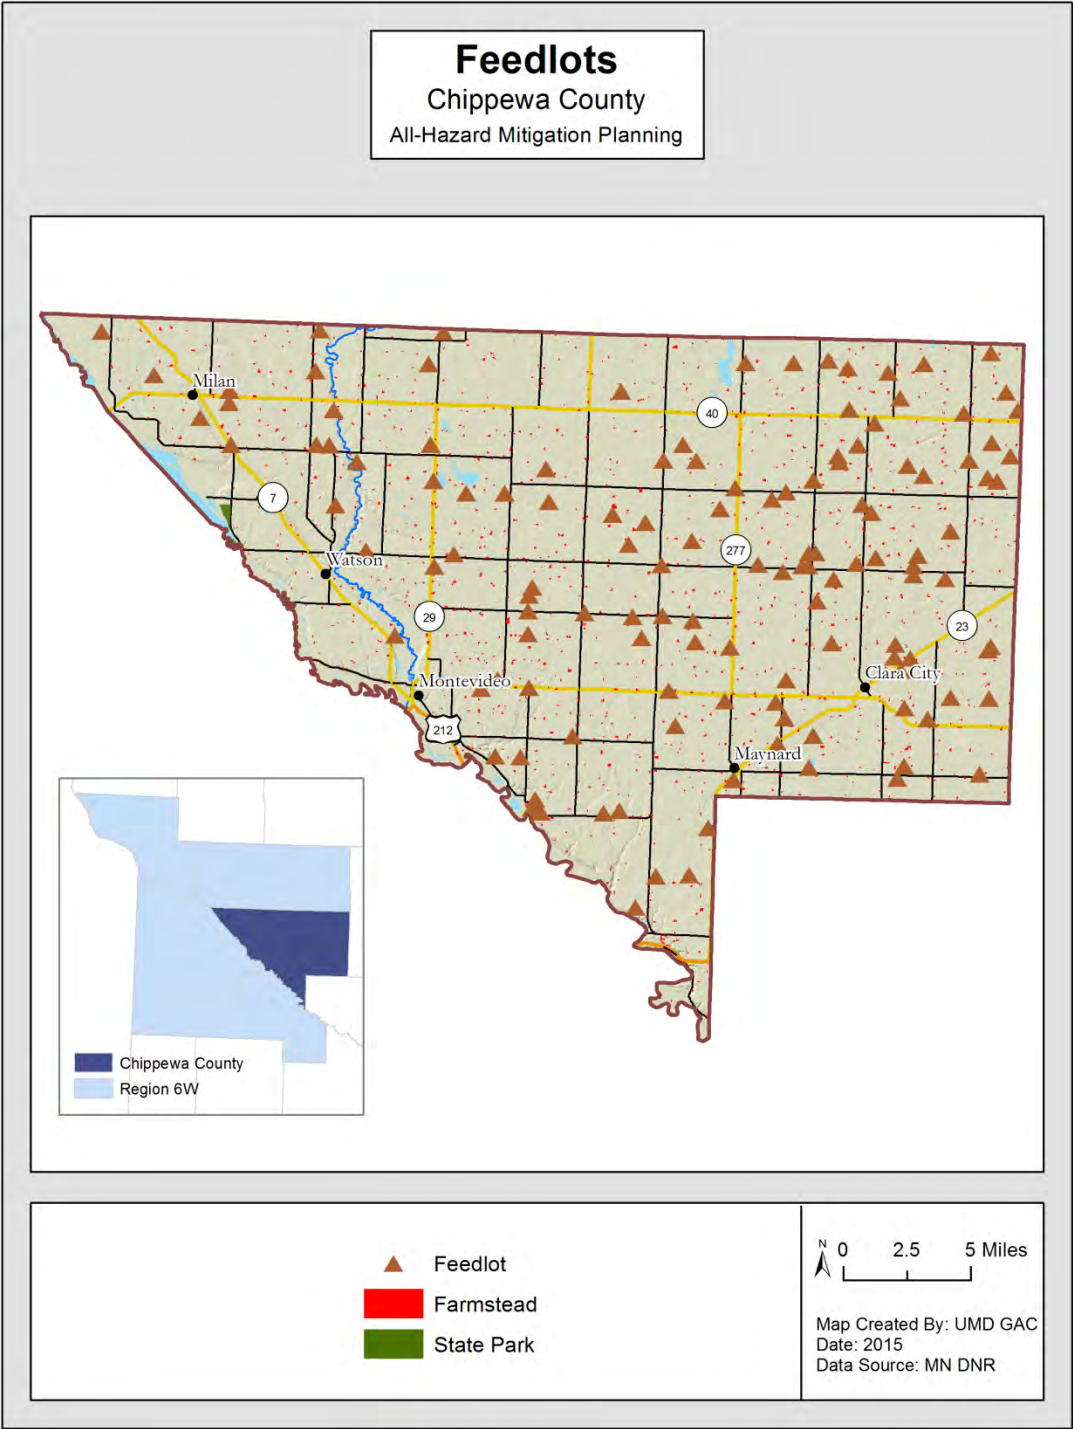 Feedlots
Chippewa County
All-Hazard Mitigation Planning
Milan
40
7
277
Watson
29
23
Clara City
Montevideo
212
Maynard
Chippewa County
Region 6W
Feedlot
Farmstead
State Park
N
0 2.5 5 Miles
Map Created By: UMD GAC
Date: 2015
Data Source: MN DNR